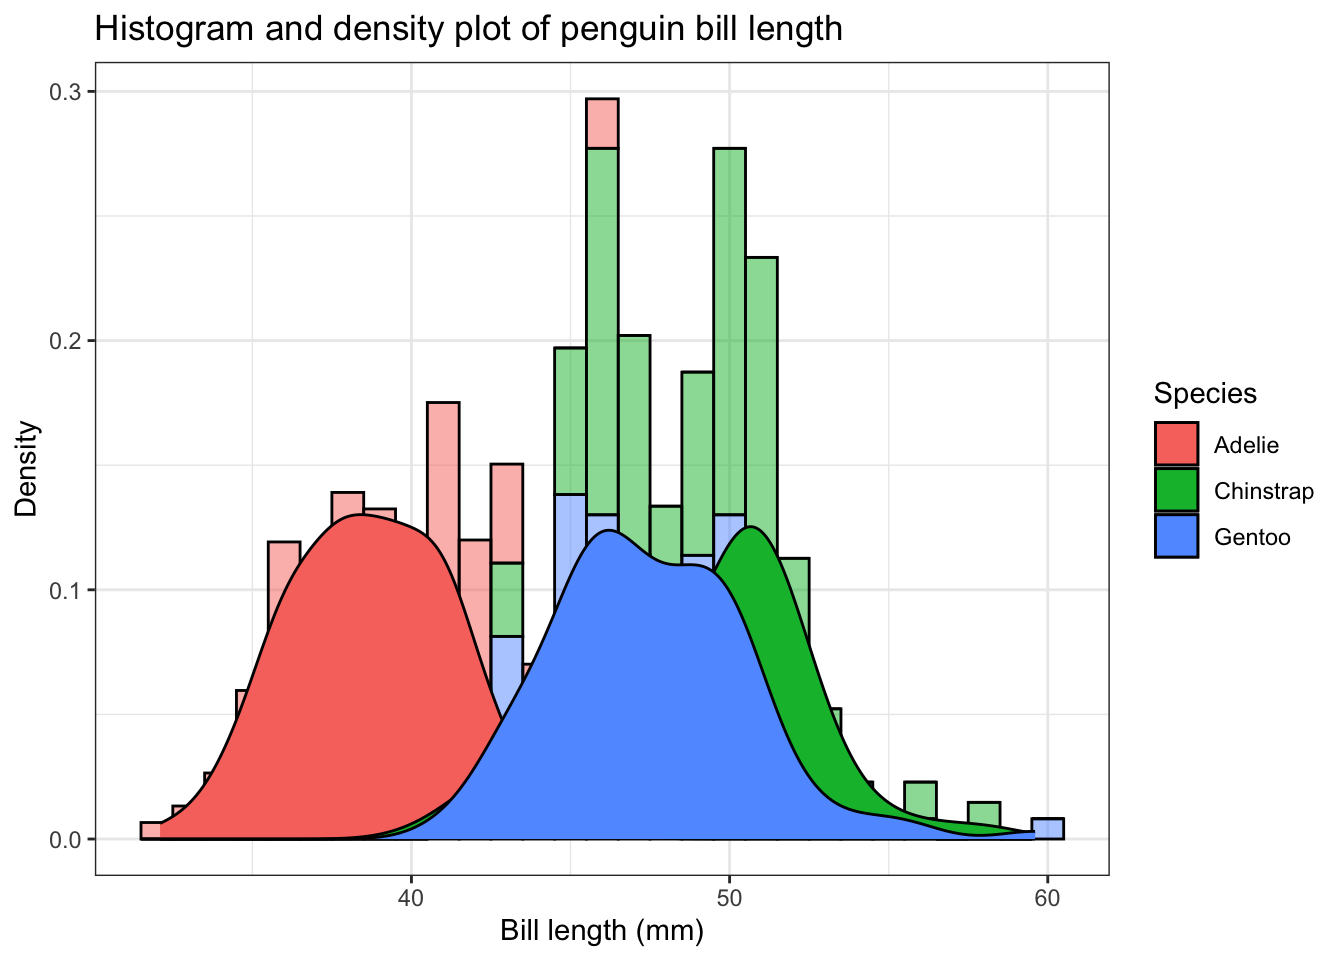 Histogram and density plot of penguin bill length
0.3
0.2
0.1
0.0
Density
40 50 60
Bill length (mm)
Species
Adelie
Chinstrap
Gentoo